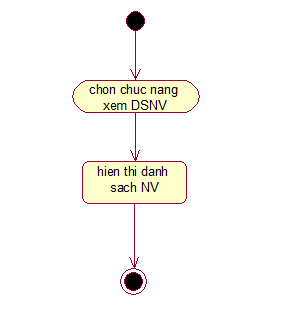 chon chuc nang
xem DSNV
hien thi danh
sach NV